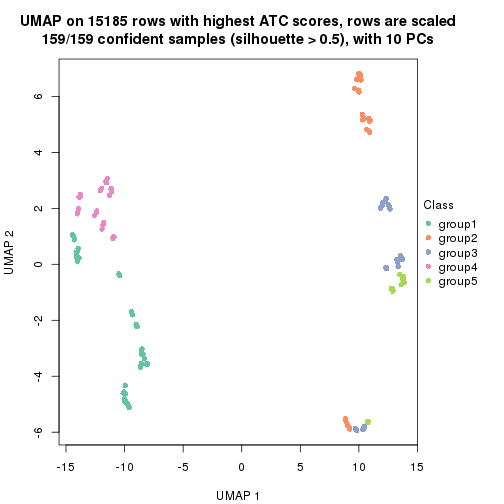 UMAP on 15185 rows with highest ATC scores, rows are scaled
159/159 confident samples (silhouette > 0.5), with 10 PCs
UMAP 2
6
4
2
0
-2
-4
-6
-15
-10
-5
0
5
10
15
UMAP 1
Class
group1
group2
group3
group4
group5